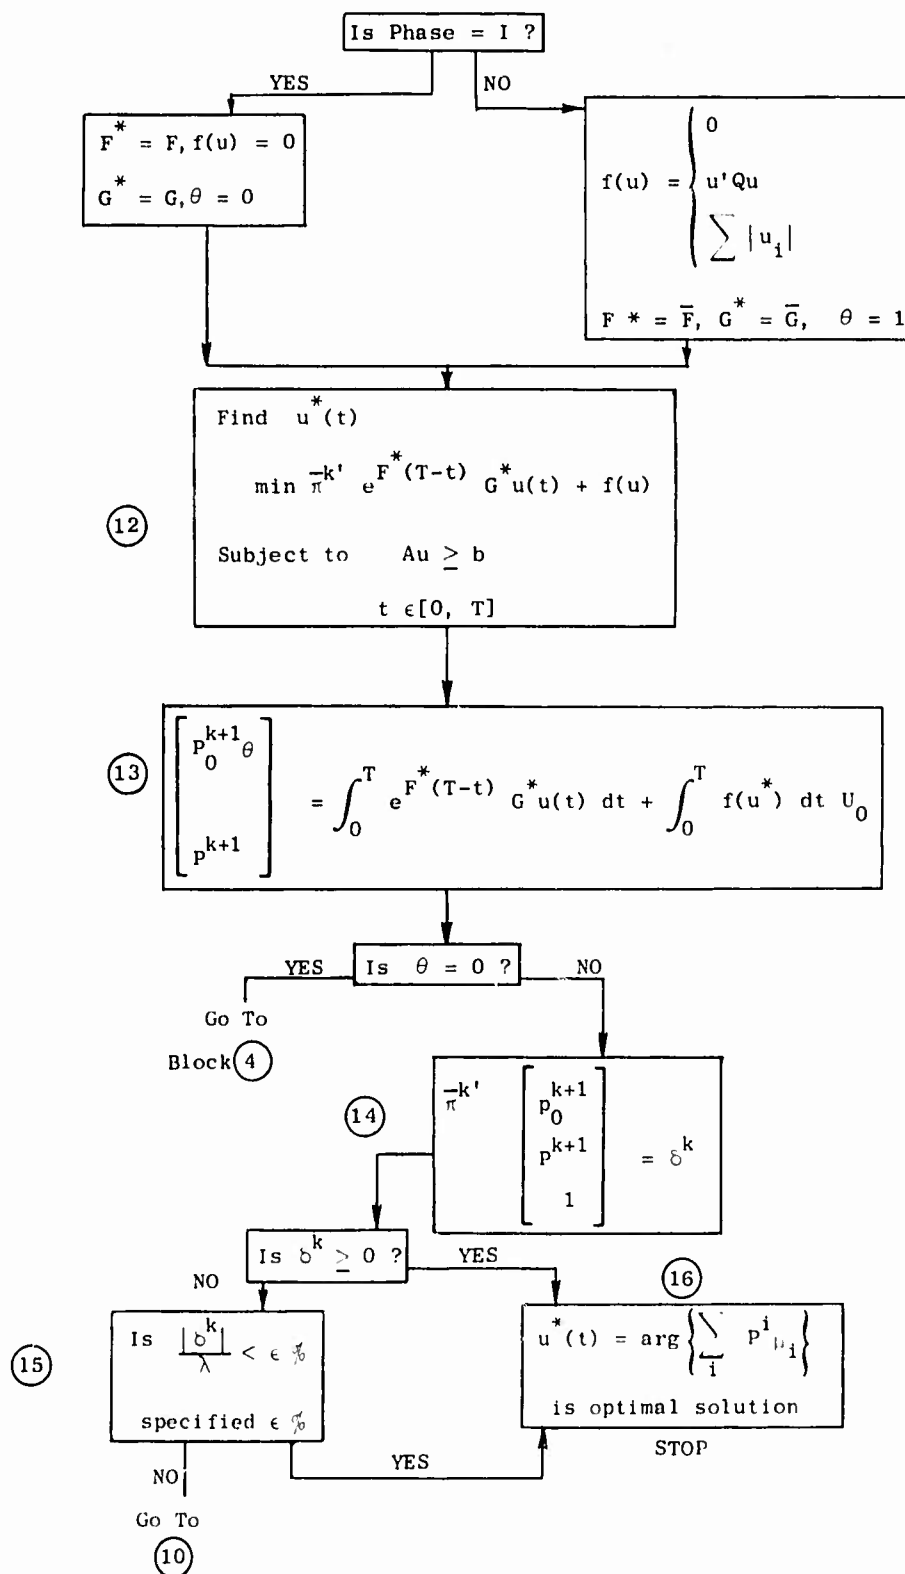 Is Phase = I ?
YES
NO
F* = F, f(u) = 0
G* = G, θ = 0
f(u) = { 0
u'Qu
∑ |u_i|
F * = F̅, G* = G̅, θ = 1
12
Find u*(t)
min π̅^k' e^F*(T-t) G*u(t) + f(u)
Subject to Au ≥ b
t ϵ[0, T]
13
[ P_0^k+1 θ
P^k+1 ] = ∫_0^T e^F*(T-t) G*u(t) dt + ∫_0^T f(u*) dt U_0
Is θ = 0 ?
YES
NO
Go To
Block 4
14
π̅^k' [ p_0^k+1
P^k+1
1 ] = δ^k
Is δ^k ≥ 0 ?
YES
NO
15
Is |δ^k| / λ < ϵ %
specified ϵ %
16
u*(t) = arg {∑_i P^i μ_i}
is optimal solution
STOP
YES
NO
Go To
10